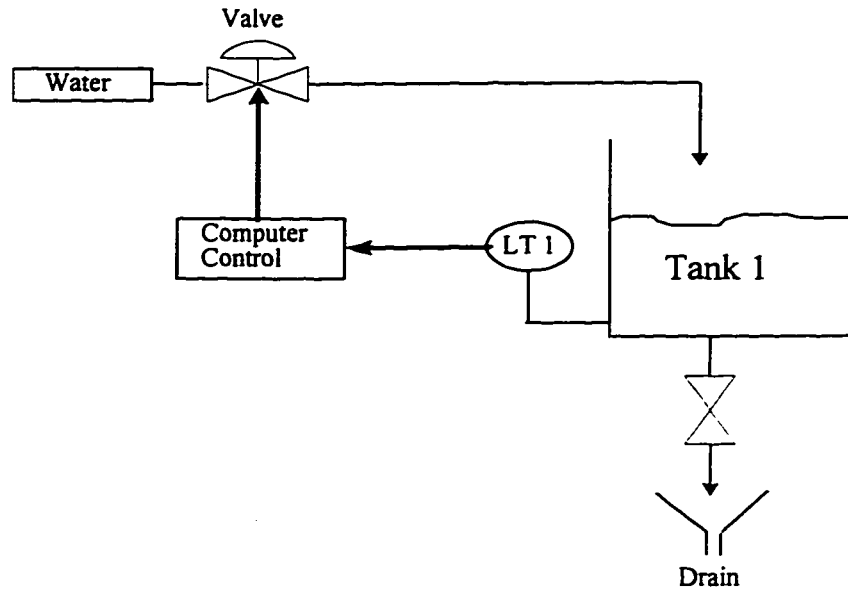 Valve
Water
Computer
Control
LT 1
Tank 1
Drain